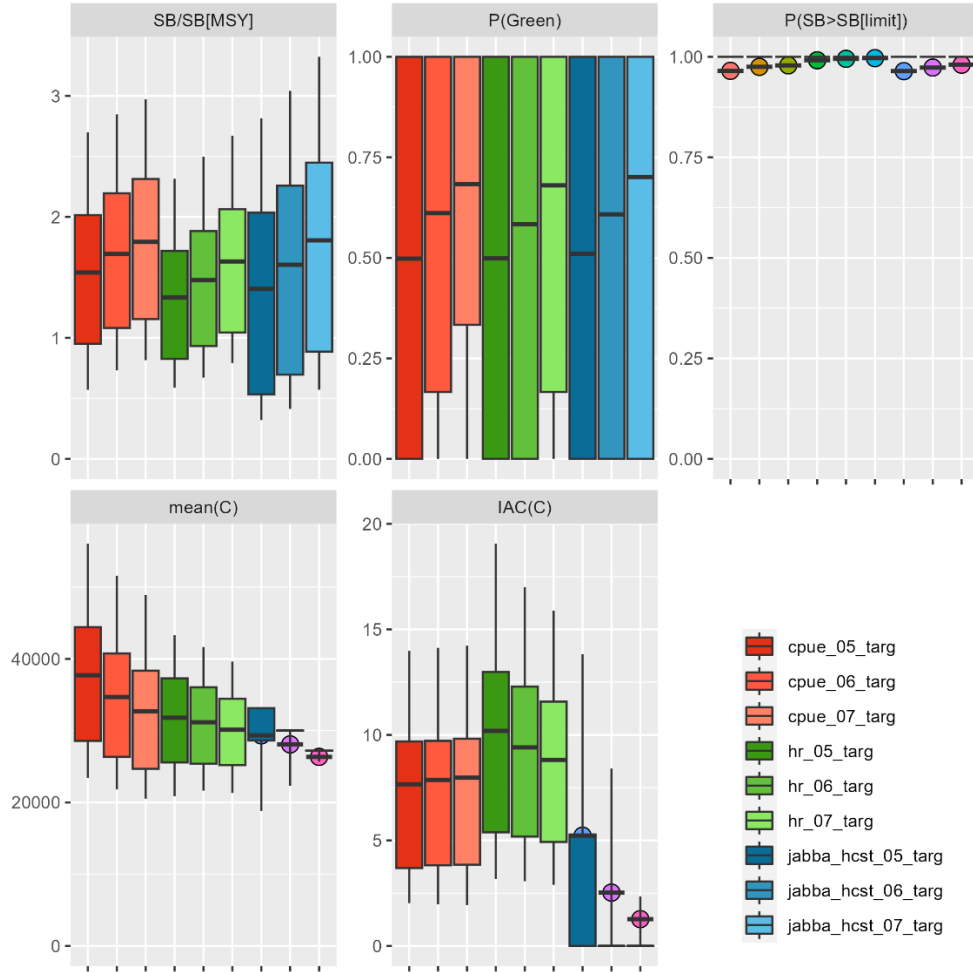 SB/SB[MSY]
P(Green)
P(SB>SB[limit])
3
2
1
0
1.00
0.75
0.50
0.25
0.00
1.00
0.75
0.50
0.25
0.00
mean(C)
IAC(C)
40000
20000
0
20
15
10
5
0
cpue_05_targ
cpue_06_targ
cpue_07_targ
hr_05_targ
hr_06_targ
hr_07_targ
jabba_hcst_05_targ
jabba_hcst_06_targ
jabba_hcst_07_targ